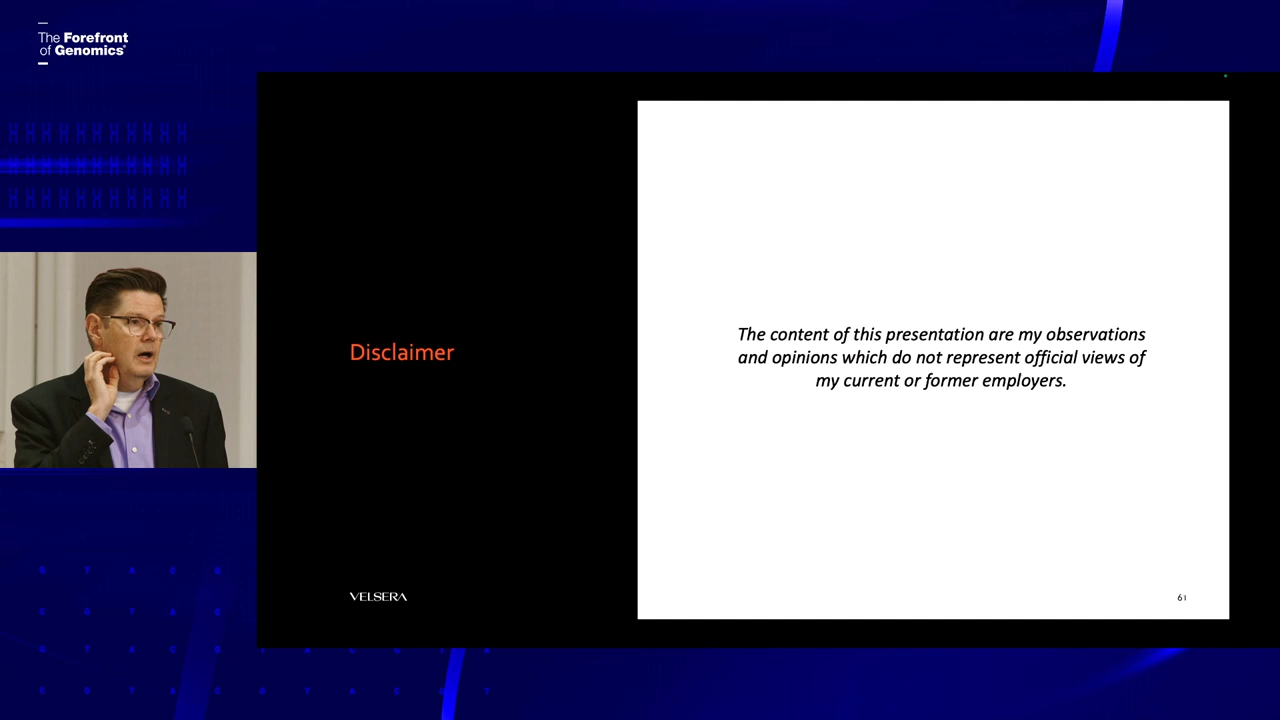 The Forefront
of Genomics®
Disclaimer
The content of this presentation are my observations
and opinions which do not represent official views of
my current or former employers.
VELSERA
61
G T A C G
G T A C G T A C G T A
C G T A C G T A C G T